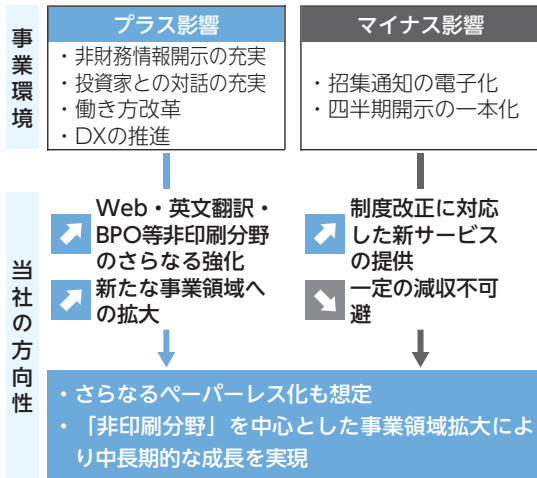 事業環境
プラス影響
・非財務情報開示の充実
・投資家との対話の充実
・働き方改革
・DXの推進
マイナス影響
・招集通知の電子化
・四半期開示の一本化
当社の方向性
Web・英文翻訳・
BPO等非印刷分野
のさらなる強化
新たな事業領域へ
の拡大
制度改正に対応
した新サービス
の提供
一定の減収不可
避
・さらなるペーパーレス化も想定
・「非印刷分野」を中心とした事業領域拡大によ
り中長期的な成長を実現